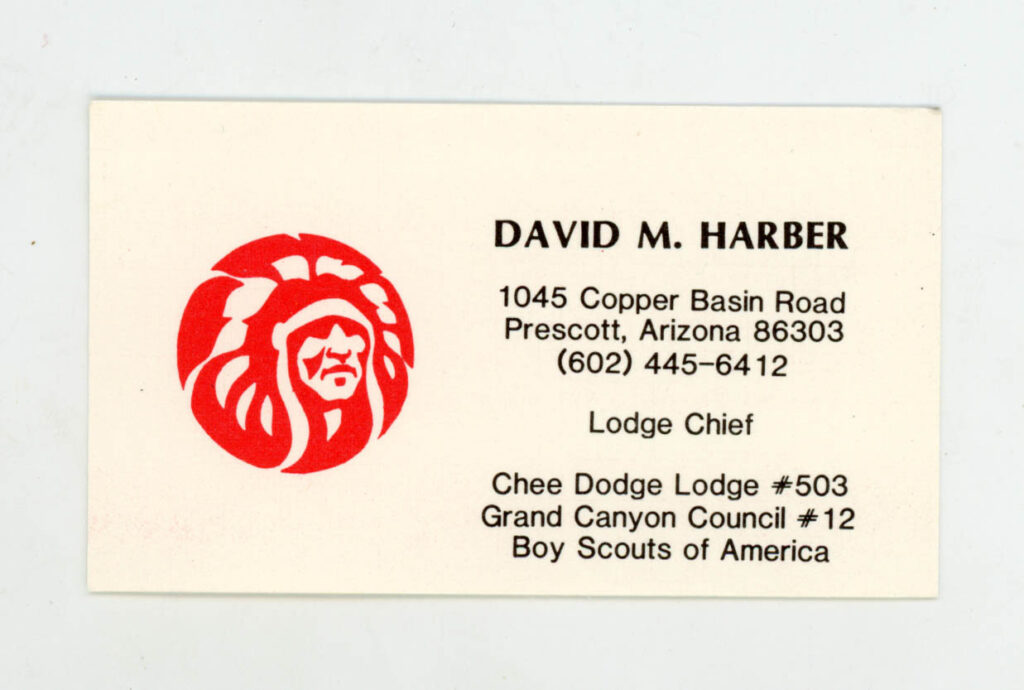 DAVID M. HARBER
1045 Copper Basin Road
Prescott, Arizona 86303
(602) 445-6412
Lodge Chief
Chee Dodge Lodge #503
Grand Canyon Council #12
Boy Scouts of America